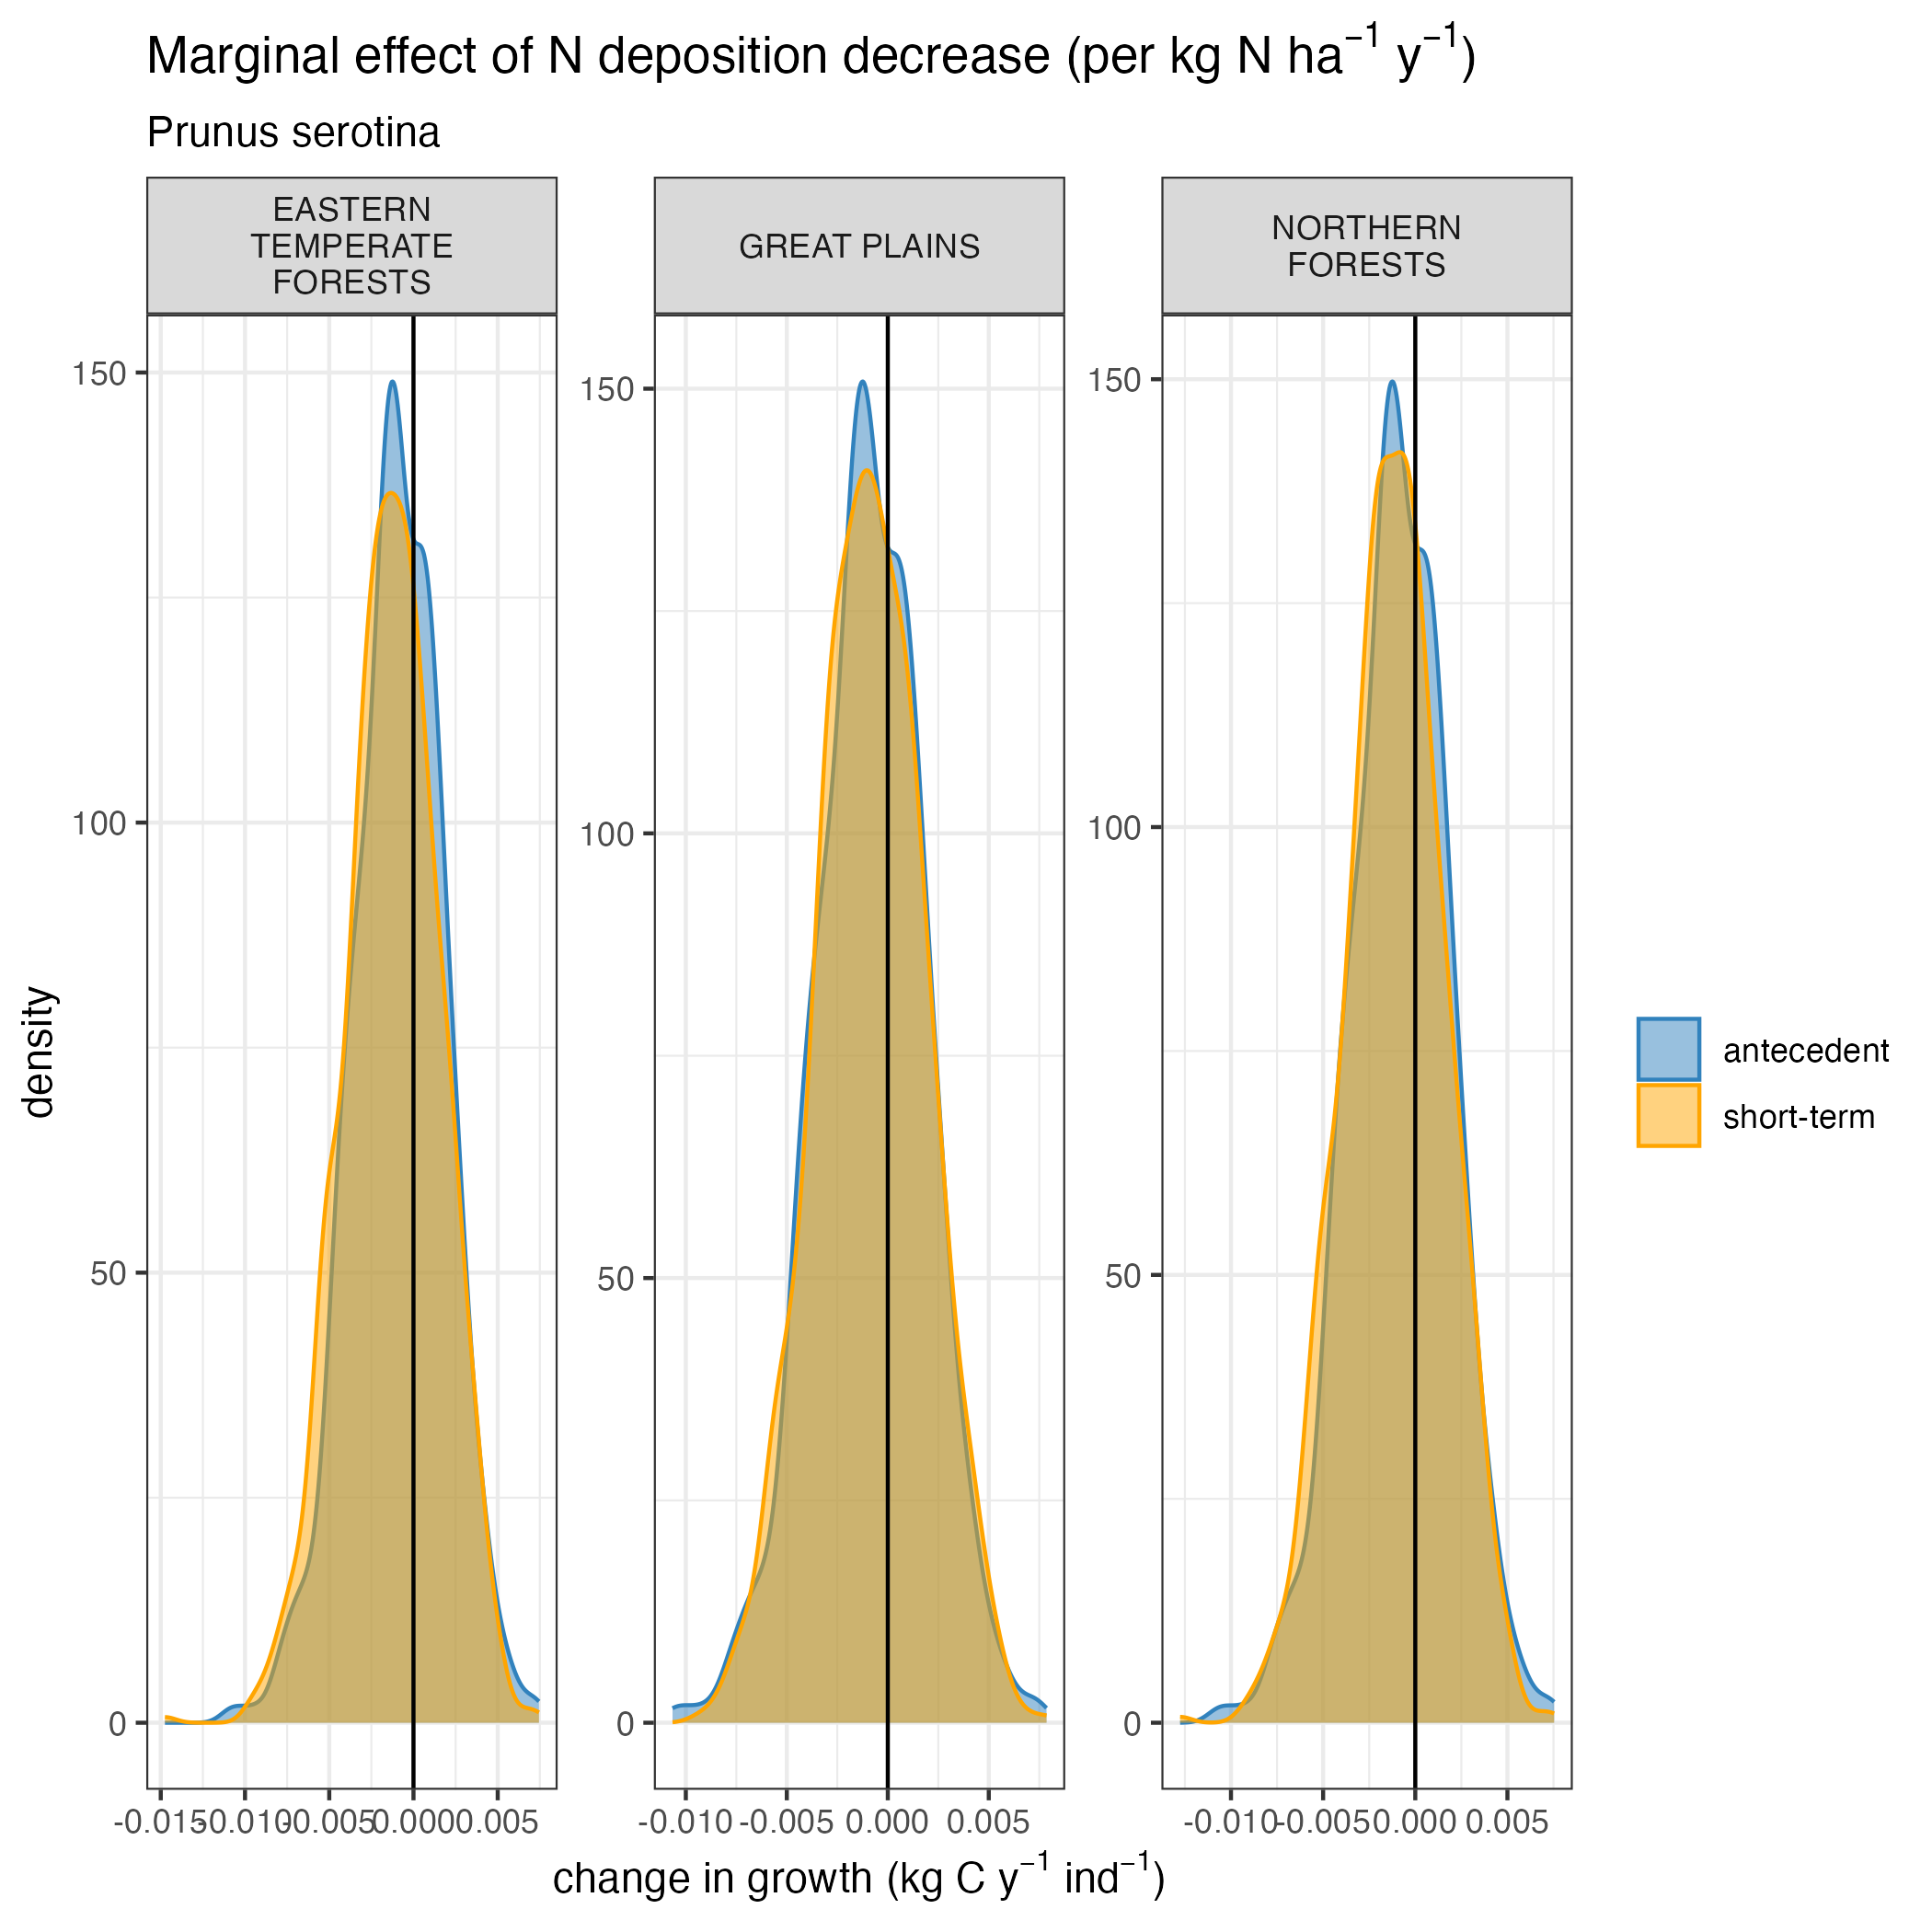 Marginal effect of N deposition decrease (per kg N ha⁻¹ y⁻¹)
Prunus serotina
EASTERN
TEMPERATE
FORESTS
GREAT PLAINS
NORTHERN
FORESTS
density
150
100
50
0
150
100
50
0
150
100
50
0
-0.015 -0.010 -0.005 0.000 0.005
-0.010 -0.005 0.000 0.005
-0.010 -0.005 0.000 0.005
change in growth (kg C y⁻¹ ind⁻¹)
antecedent
short-term